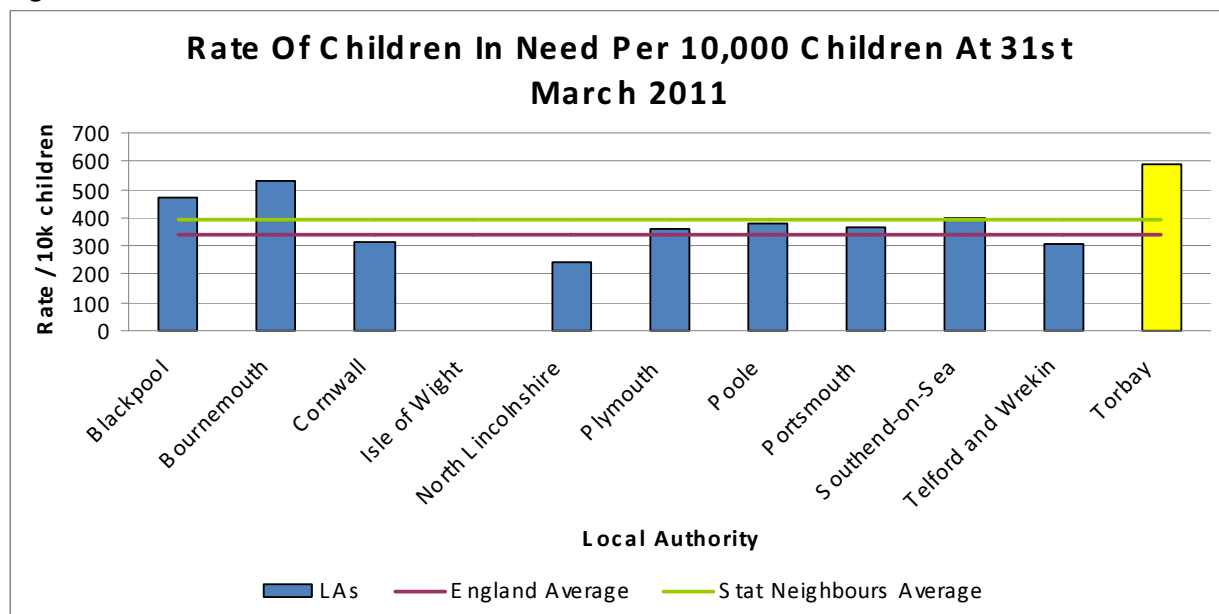 Rate Of Children In Need Per 10,000 Children At 31st
March 2011
Rate / 10k children
700
600
500
400
300
200
100
0
Blackpool
Bournemouth
Cornwall
Isle of Wight
North Lincolnshire
Plymouth
Poole
Portsmouth
Southend-on-Sea
Telford and Wrekin
Torbay
Local Authority
LAs
England Average
Stat Neighbours Average